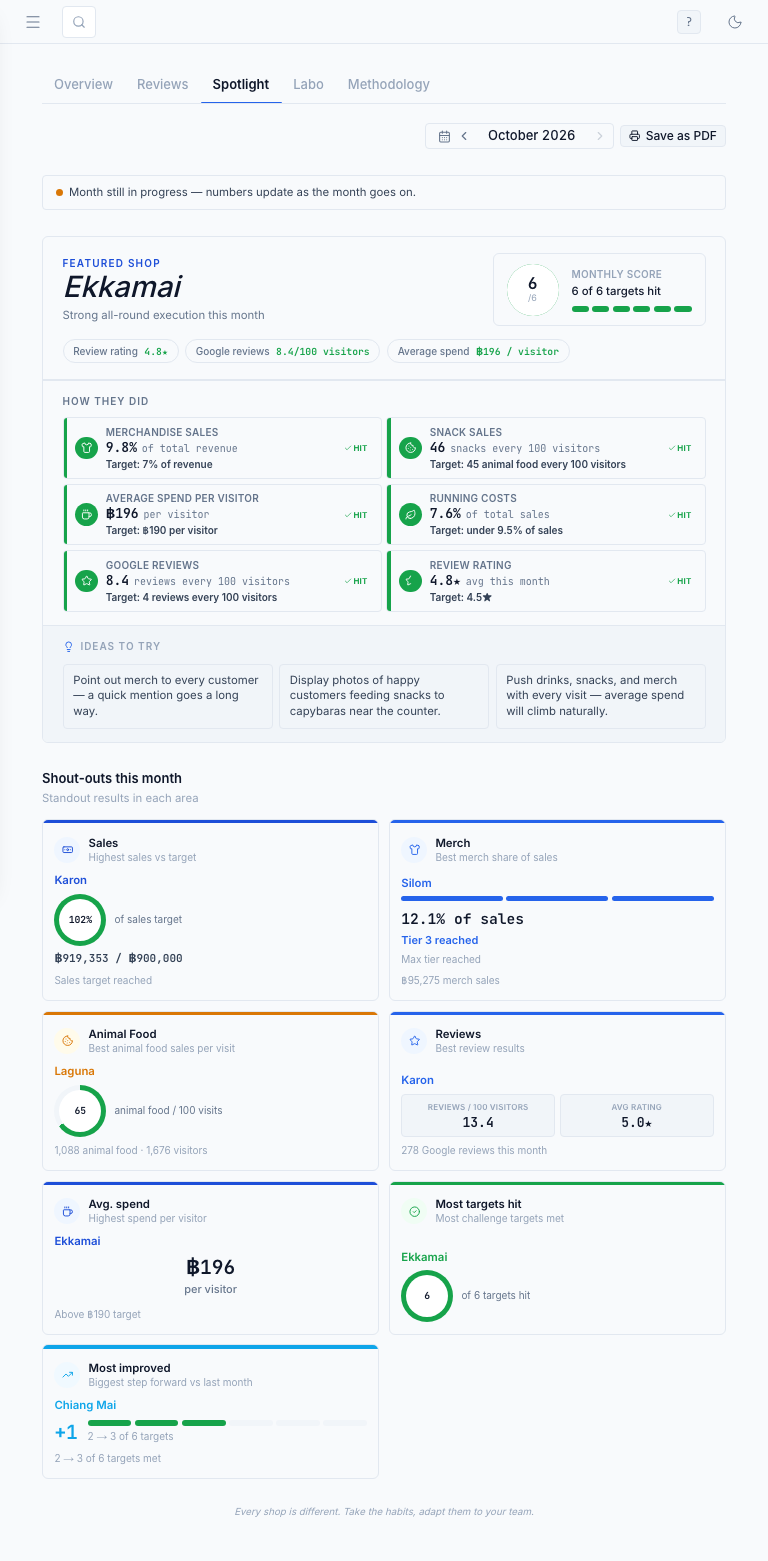 ?
Overview Reviews Spotlight Labo Methodology
October 2026
Save as PDF
Month still in progress — numbers update as the month goes on.
FEATURED SHOP
Ekkamai
Strong all-round execution this month
6
/6
MONTHLY SCORE
6 of 6 targets hit
Review rating 4.8★
Google reviews 8.4/100 visitors
Average spend ฿196 / visitor
HOW THEY DID
MERCHANDISE SALES
9.8% of total revenue
Target: 7% of revenue
✓ HIT
SNACK SALES
46 snacks every 100 visitors
Target: 45 animal food every 100 visitors
✓ HIT
AVERAGE SPEND PER VISITOR
฿196 per visitor
Target: ฿190 per visitor
✓ HIT
RUNNING COSTS
7.6% of total sales
Target: under 9.5% of sales
✓ HIT
GOOGLE REVIEWS
8.4 reviews every 100 visitors
Target: 4 reviews every 100 visitors
✓ HIT
REVIEW RATING
4.8★ avg this month
Target: 4.5★
✓ HIT
IDEAS TO TRY
Point out merch to every customer
— a quick mention goes a long
way.
Display photos of happy
customers feeding snacks to
capybaras near the counter.
Push drinks, snacks, and merch
with every visit — average spend
will climb naturally.
Shout-outs this month
Standout results in each area
Sales
Highest sales vs target
Karon
102%
of sales target
฿919,353 / ฿900,000
Sales target reached
Merch
Best merch share of sales
Silom
12.1% of sales
Tier 3 reached
Max tier reached
฿95,275 merch sales
Animal Food
Best animal food sales per visit
Laguna
65
animal food / 100 visits
1,088 animal food · 1,676 visitors
Reviews
Best review results
Karon
REVIEWS / 100 VISITORS
13.4
AVG RATING
5.0★
278 Google reviews this month
Avg. spend
Highest spend per visitor
Ekkamai
฿196
per visitor
Above ฿190 target
Most targets hit
Most challenge targets met
Ekkamai
6
of 6 targets hit
Most improved
Biggest step forward vs last month
Chiang Mai
+1
2 → 3 of 6 targets
2 → 3 of 6 targets met
Every shop is different. Take the habits, adapt them to your team.